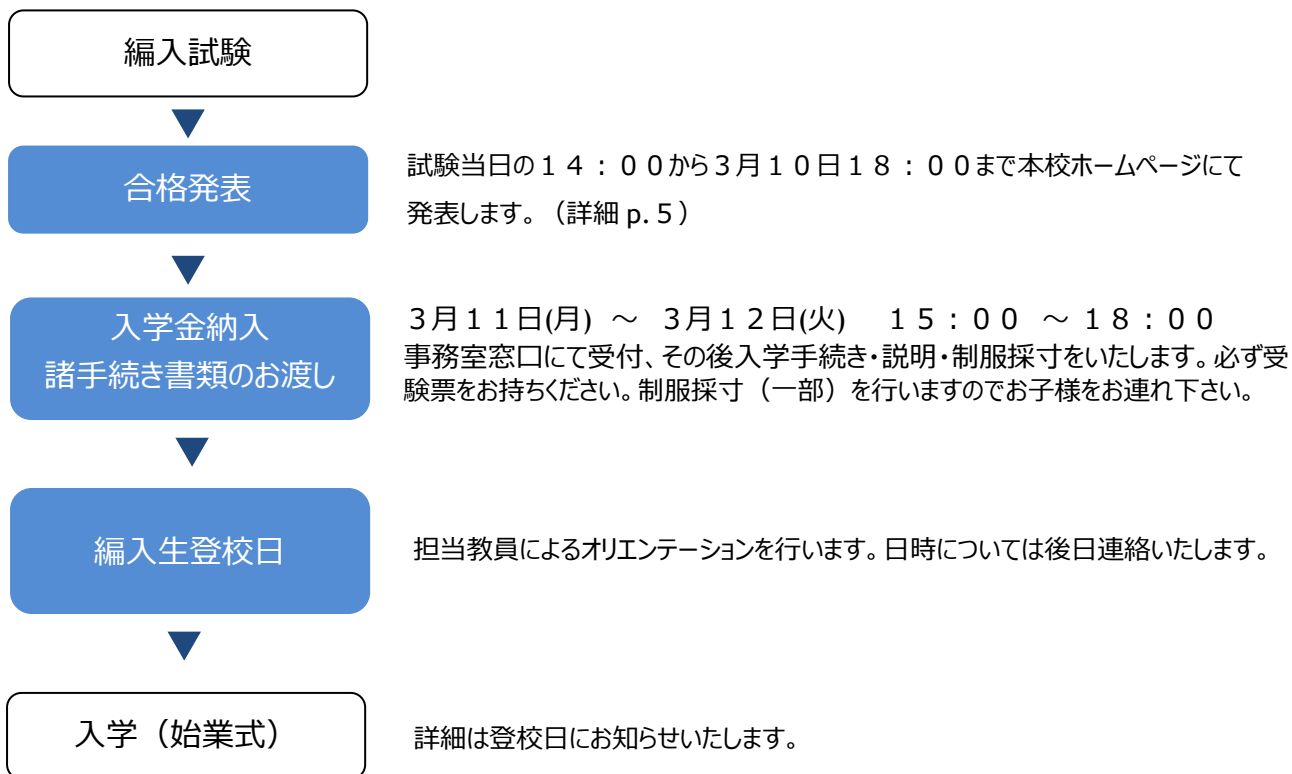 編入試験
合格発表
試験当日の１４：００から３月１０日１８：００まで本校ホームページにて
発表します。（詳細 p.５）
入学金納入
諸手続き書類のお渡し
３月１１日(月) ～ ３月１２日(火)　１５：００ ～１８：００
事務室窓口にて受付、その後入学手続き・説明・制服採寸をいたします。必ず受
験票をお持ちください。制服採寸（一部）を行いますのでお子様をお連れ下さい。
編入生登校日
担当教員によるオリエンテーションを行います。日時については後日連絡いたします。
入学（始業式）
詳細は登校日にお知らせいたします。